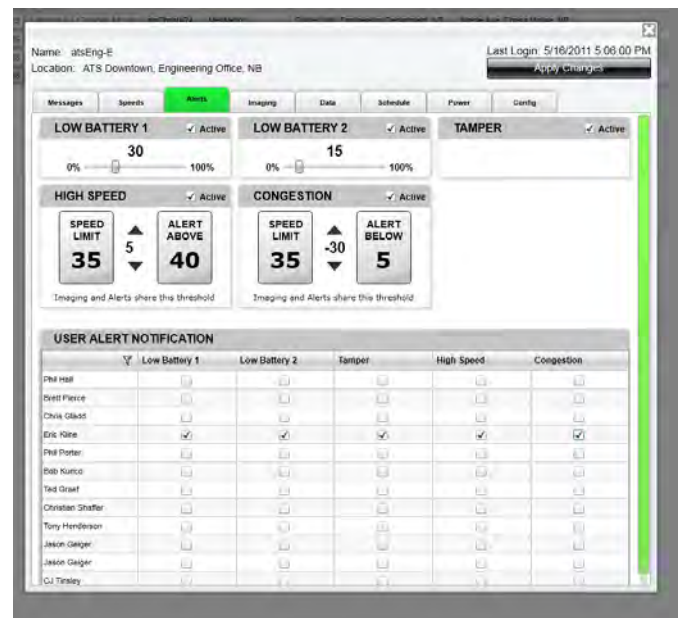 Name: atsEng-E
Last Login: 5/16/2011 5:06:00 PM
Location: ATS Downtown, Engineering Office, NB
Apply Changes
Messages Speeds Alerts Imaging Data Schedule Power Config
LOW BATTERY 1 Active LOW BATTERY 2 Active TAMPER Active
30 15
0% 100% 0% 100%
HIGH SPEED Active CONGESTION Active
SPEED LIMIT 35 5 ALERT ABOVE 40
SPEED LIMIT 35 -30 ALERT BELOW 5
Imaging and Alerts share this threshold Imaging and Alerts share this threshold
USER ALERT NOTIFICATION
Low Battery 1 Low Battery 2 Tamper High Speed Congestion
Phil Hall
Brett Pierce
Chris Gladd
Eric Kline
Phil Porter
Bob Kunco
Ted Graef
Christian Shaffer
Tony Henderson
Jason Geiger
Jason Geiger
CJ Tinsley